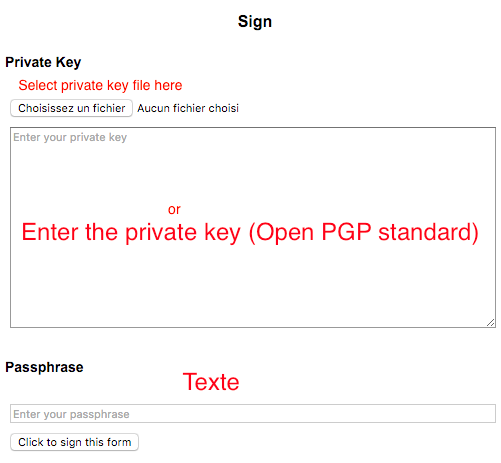 Sign
Private Key
Select private key file here
Choisissez un fichier Aucun fichier choisi
Enter your private key
or
Enter the private key (Open PGP standard)
Passphrase
Texte
Enter your passphrase
Click to sign this form